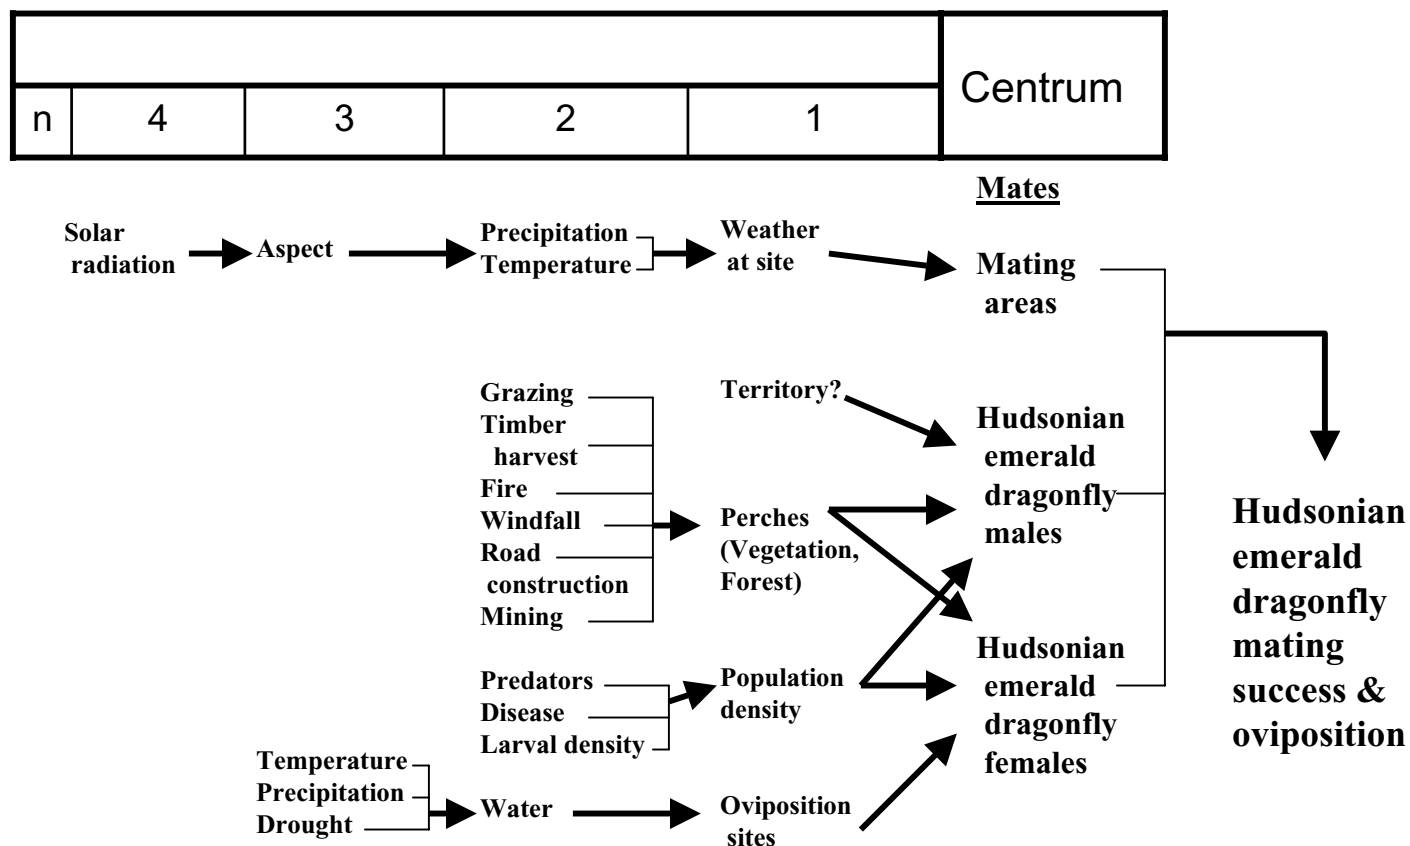 Centrum
n 4 3 2 1
Mates
Solar
radiation
Aspect
Precipitation
Temperature
Weather
at site
Mating
areas
Grazing
Timber
harvest
Fire
Windfall
Road
construction
Mining
Territory?
Perches
(Vegetation,
Forest)
Hudsonian
emerald
dragonfly
males
Predators
Disease
Larval density
Population
density
Hudsonian
emerald
dragonfly
females
Temperature
Precipitation
Drought
Water
Oviposition
sites
Hudsonian
emerald
dragonfly
mating
success &
oviposition